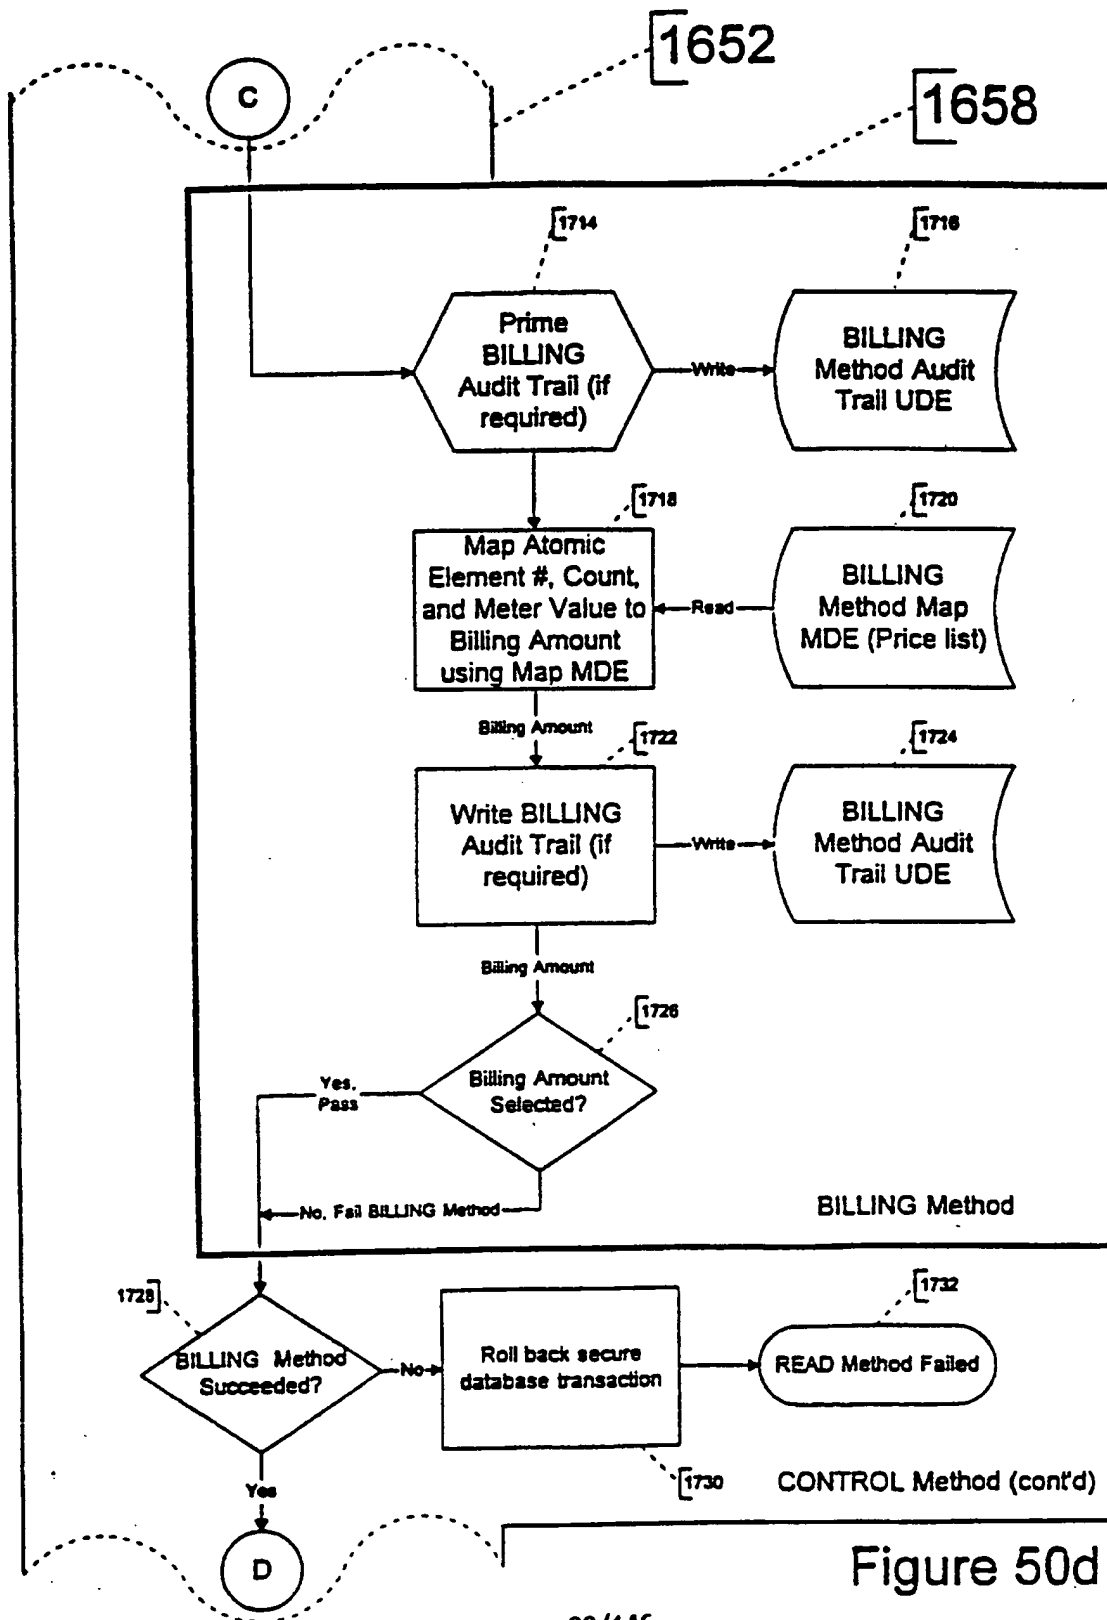 1652
C
1658
1714
1716
Prime
BILLING
Audit Trail (if
required)
Write
BILLING
Method Audit
Trail UDE
1718
1720
Map Atomic
Element #, Count,
and Meter Value to
Billing Amount
using Map MDE
Read
BILLING
Method Map
MDE (Price list)
Billing Amount
1722
1724
Write BILLING
Audit Trail (if
required)
Write
BILLING
Method Audit
Trail UDE
Billing Amount
1726
Billing Amount
Selected?
Yes,
Pass
No, Fail BILLING Method
BILLING Method
1728
1732
BILLING Method
Succeeded?
No
Roll back secure
database transaction
READ Method Failed
1730
CONTROL Method (cont'd)
Yes
D
Figure 50d